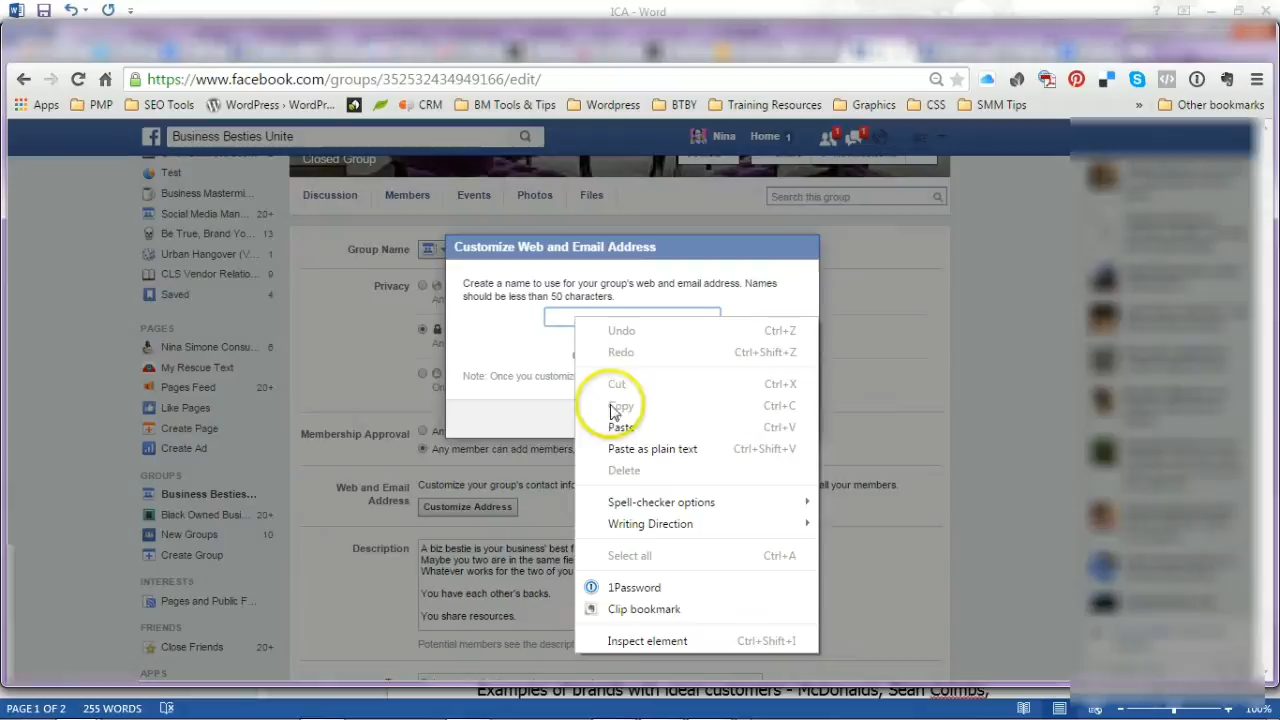 ICA - Word
https://www.facebook.com/groups/352532434949166/edit/
Apps PMP SEO Tools WordPress › WordPr... CRM BM Tools & Tips Wordpress BTBY Training Resources Graphics CSS SMM Tips » Other bookmarks
Business Besties Unite
Nina Home 1 1 1
Closed Group
Discussion Members Events Photos Files Search this group
Test
Business Mastermi...
Social Media Man... 20+
Be True, Brand Yo... 13
Urban Hangover (V... 1
CLS Vendor Relatio... 9
Saved 4
PAGES
Nina Simone Consu... 6
My Rescue Text
Pages Feed 20+
Like Pages
Create Page
Create Ad
GROUPS
Business Besties...
Black Owned Busi... 20+
New Groups 10
Create Group
INTERESTS
Pages and Public F...
FRIENDS
Close Friends 20+
APPS
Group Name
Privacy
Membership Approval
Any member can add members,
Web and Email Address
Customize your group's contact info
all your members.
Customize Address
Description
A biz bestie is your business' best f
Maybe you two are in the same fie
Whatever works for the two of you
You have each other's backs.
You share resources.
Potential members see the descrip
Customize Web and Email Address
Create a name to use for your group's web and email address. Names
should be less than 50 characters.
Note: Once you customiz
Undo Ctrl+Z
Redo Ctrl+Shift+Z
Cut Ctrl+X
Copy Ctrl+C
Paste Ctrl+V
Paste as plain text Ctrl+Shift+V
Delete
Spell-checker options
Writing Direction
Select all Ctrl+A
1Password
Clip bookmark
Inspect element Ctrl+Shift+I
Examples of brands with ideal customers - McDonalds, Sean Coimbs,
PAGE 1 OF 2 255 WORDS 100%